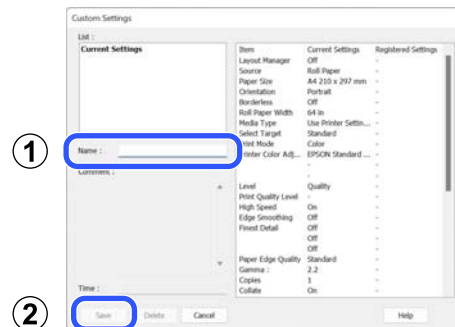 Custom Settings
List :
Current Settings
Item Current Settings Registered Settings
Layout Manager Off -
Source Roll Paper -
Paper Size A4 210 x 297 mm -
Orientation Portrait -
Borderless Off -
Roll Paper Width 64 in -
Media Type Use Printer Settin... -
Select Target Standard -
Print Mode Color -
Printer Color Adj... EPSON Standard ... -
- -
- -
Level Quality -
Print Quality Level - -
High Speed On -
Edge Smoothing Off -
Finest Detail Off -
Off -
Off -
Paper Edge Quality Standard -
Gamma : 2.2 -
Copies 1 -
Collate On -
1
Name :
Comment :
Time :
2
Save Delete Cancel Help